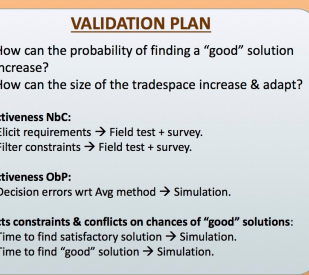 VALIDATION PLAN
How can the probability of finding a “good” solution
increase?
How can the size of the tradespace increase & adapt?
ctiveness NbC:
Elicit requirements → Field test + survey.
Filter constraints → Field test + survey.
ctiveness ObP:
Decision errors wrt Avg method → Simulation.
cts constraints & conflicts on chances of “good” solutions:
Time to find satisfactory solution → Simulation.
Time to find “good” solution → Simulation.